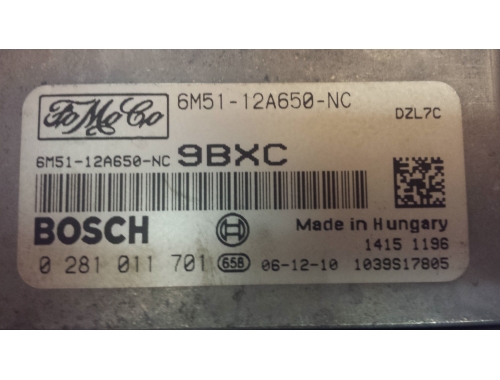 FoMoCo
6M51-12A650-NC
DZL7C
6M51-12A650-NC 9BXC
BOSCH
Made in Hungary
1415 1196
0 281 011 701 658 06-12-10 1039S17805